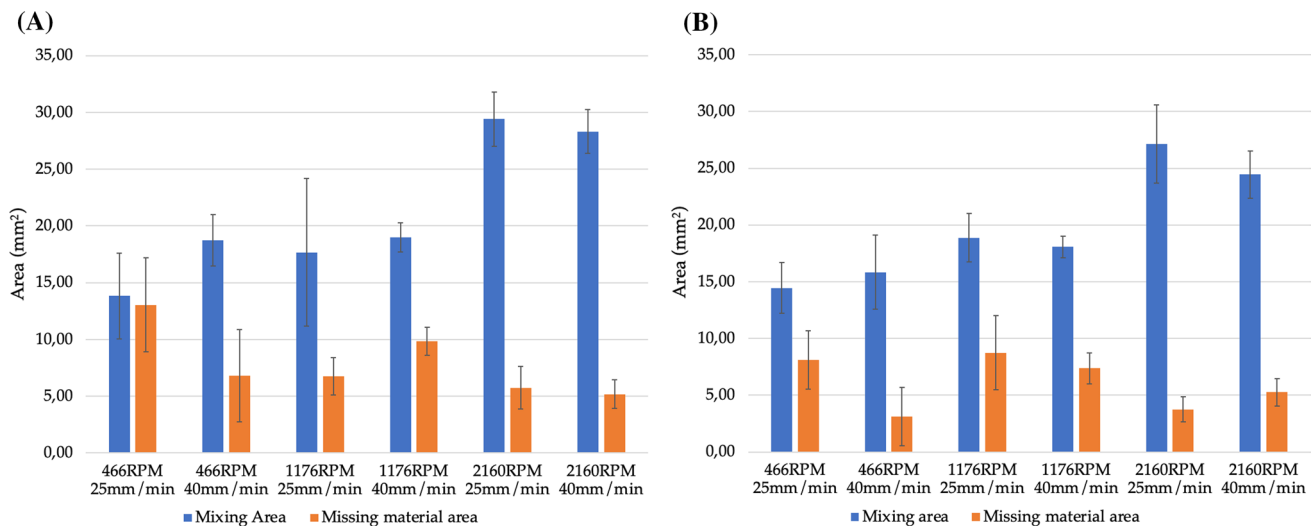 (A)
35,00
30,00
25,00
20,00
15,00
10,00
5,00
0,00
Area (mm²)
466RPM 466RPM 1176RPM 1176RPM 2160RPM 2160RPM
25mm/min 40mm/min 25mm/min 40mm/min 25mm/min 40mm/min
Mixing Area Missing material area
(B)
35,00
30,00
25,00
20,00
15,00
10,00
5,00
0,00
Area (mm²)
466RPM 466RPM 1176RPM 1176RPM 2160RPM 2160RPM
25mm/min 40mm/min 25mm/min 40mm/min 25mm/min 40mm/min
Mixing area Missing material area